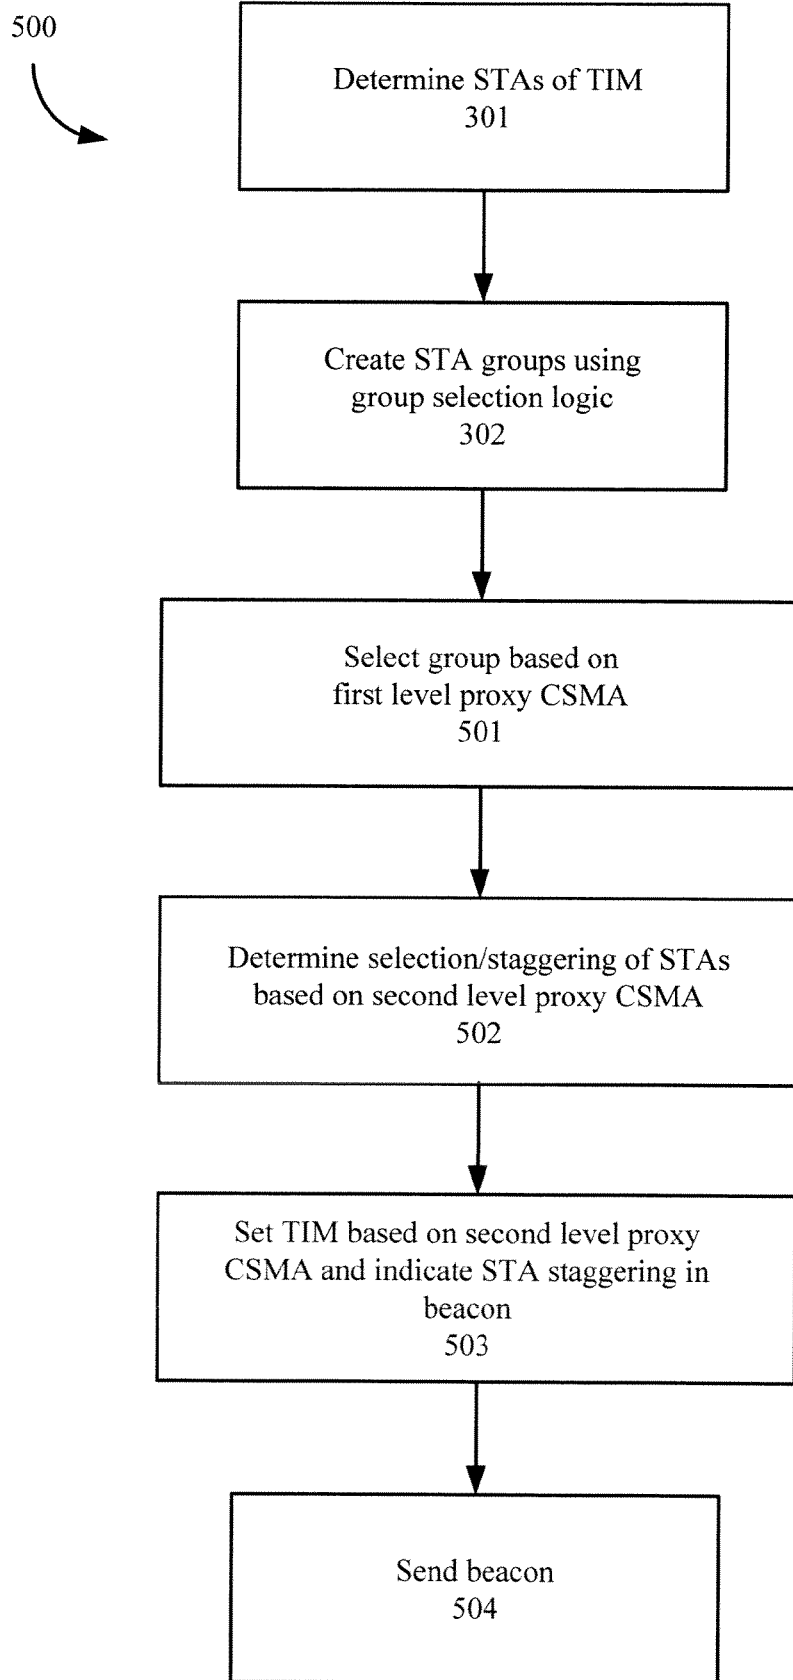 500
Determine STAs of TIM
301
Create STA groups using
group selection logic
302
Select group based on
first level proxy CSMA
501
Determine selection/staggering of STAs
based on second level proxy CSMA
502
Set TIM based on second level proxy
CSMA and indicate STA staggering in
beacon
503
Send beacon
504